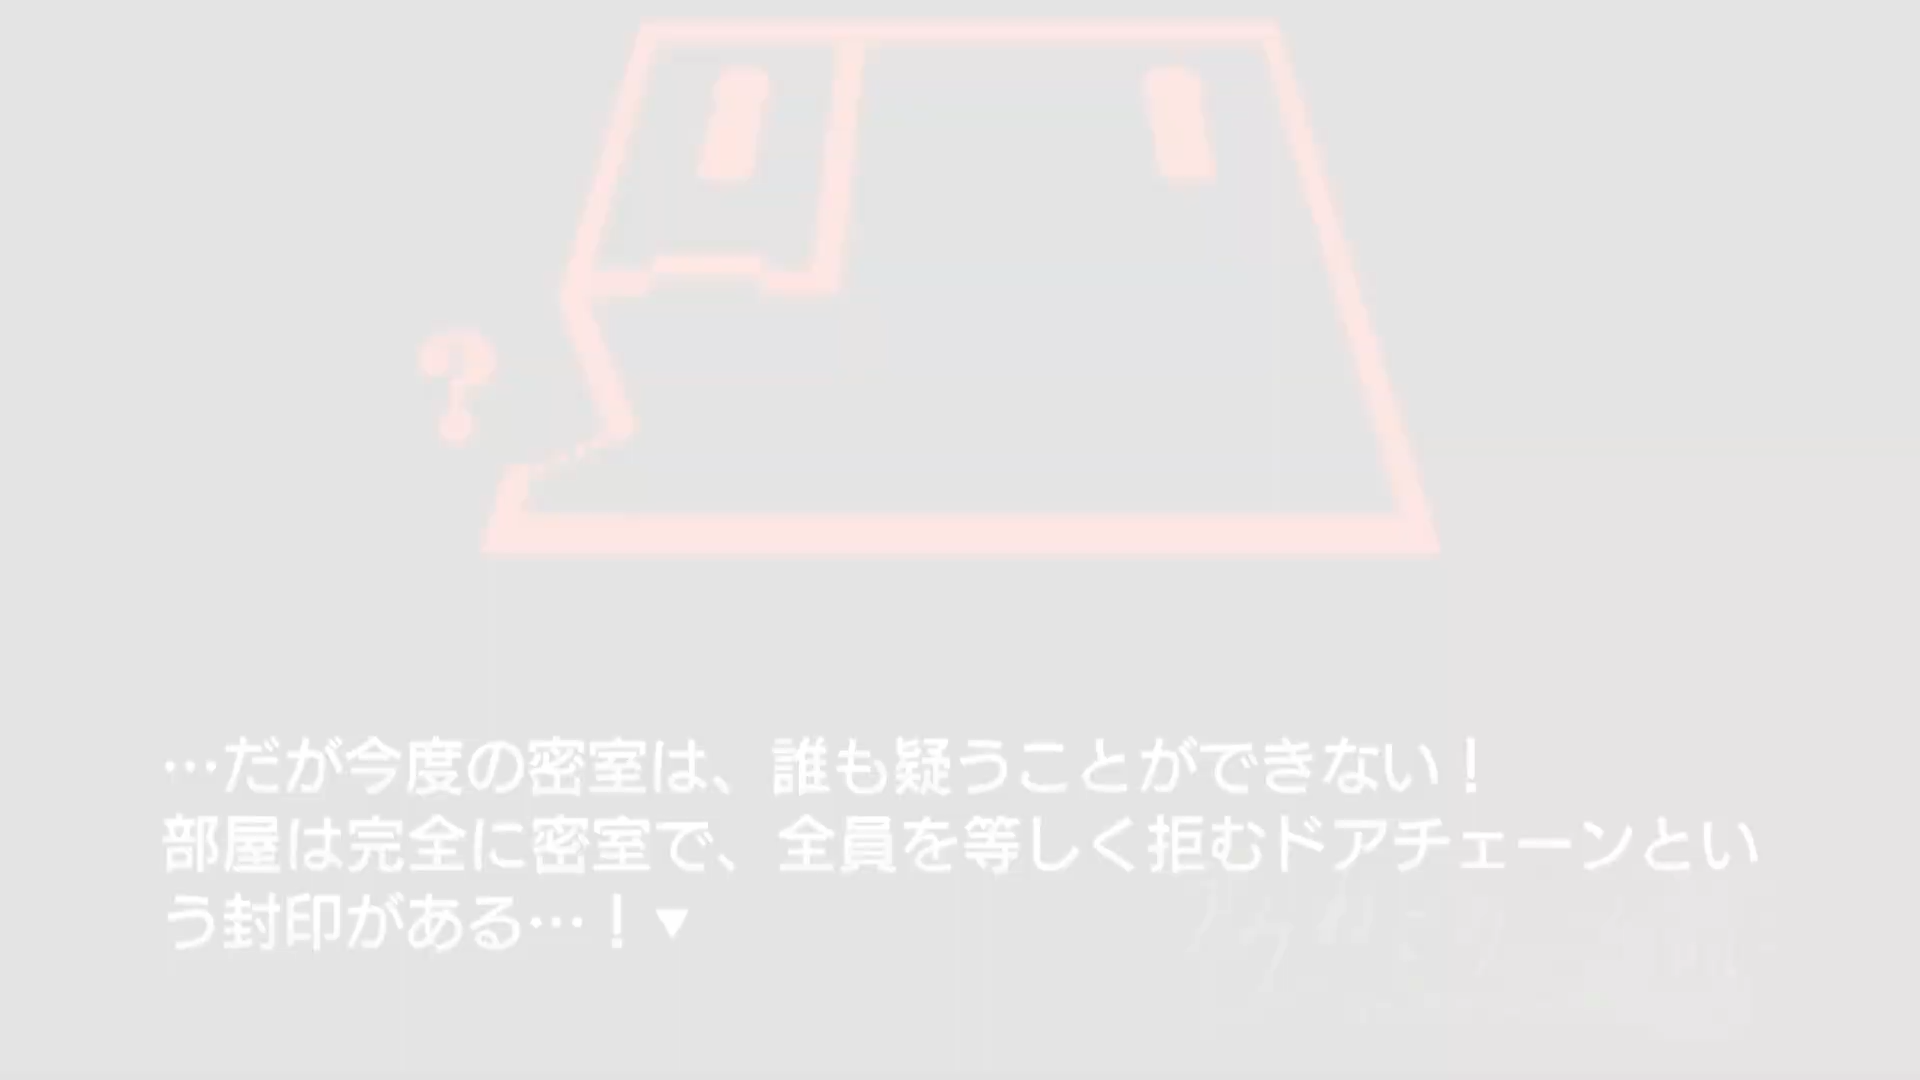 ?
…だが今度の密室は、誰も疑うことができない！
部屋は完全に密室で、全員を等しく拒むドアチェーンとい
う封印がある…！▼